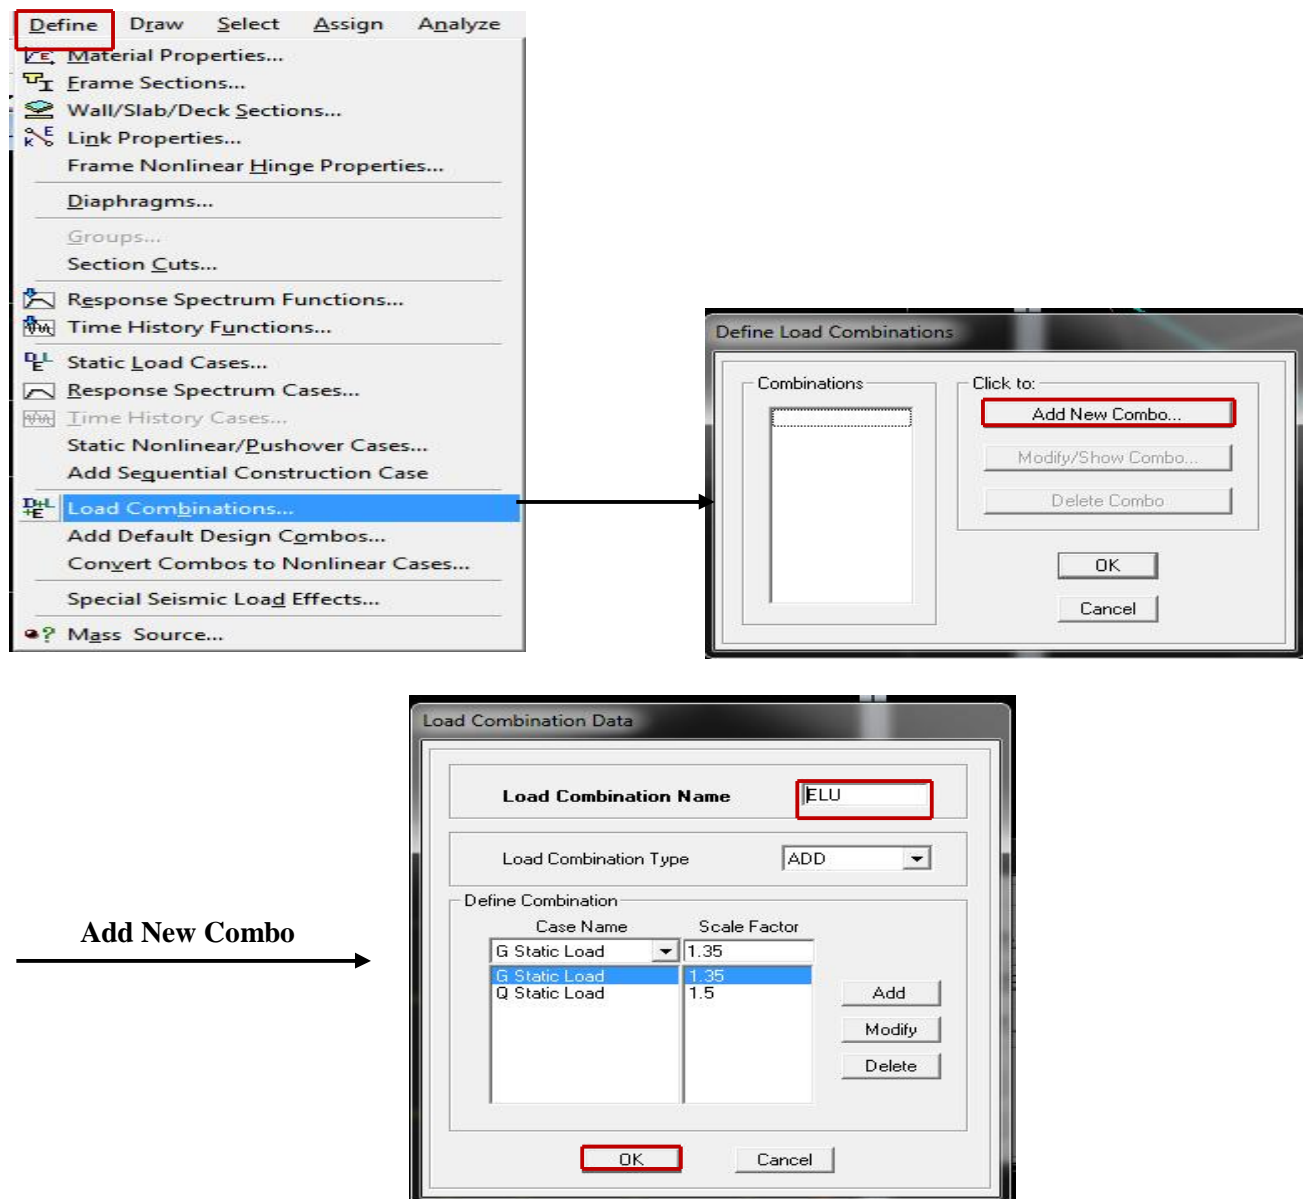 Define Draw Select Assign Analyze
Material Properties...
Frame Sections...
Wall/Slab/Deck Sections...
Link Properties...
Frame Nonlinear Hinge Properties...
Diaphragms...
Groups...
Section Cuts...
Response Spectrum Functions...
Time History Functions...
Static Load Cases...
Response Spectrum Cases...
Time History Cases...
Static Nonlinear/Pushover Cases...
Add Sequential Construction Case
Load Combinations...
Add Default Design Combos...
Convert Combos to Nonlinear Cases...
Special Seismic Load Effects...
Mass Source...
Define Load Combinations
Combinations
Click to:
Add New Combo...
Modify/Show Combo...
Delete Combo
OK
Cancel
Add New Combo
Load Combination Data
Load Combination Name ELU
Load Combination Type ADD
Define Combination
Case Name Scale Factor
G Static Load 1.35
G Static Load 1.35
Q Static Load 1.5
Add
Modify
Delete
OK Cancel